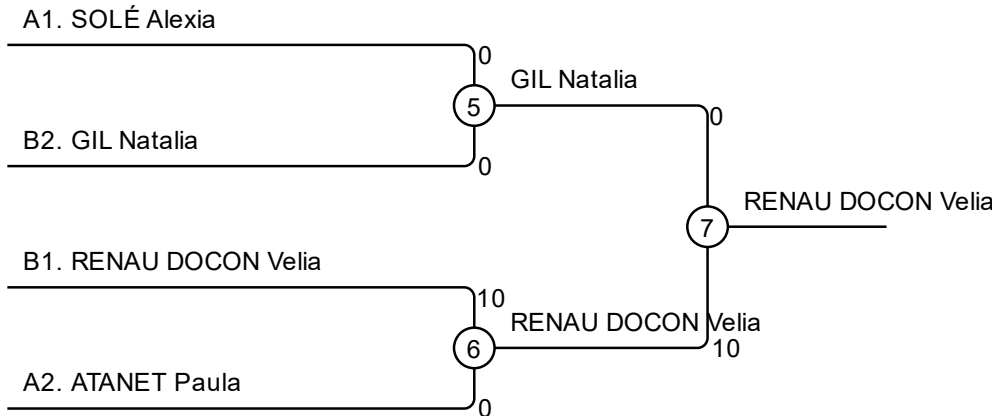 A1. SOLÉ Alexia
0
GIL Natalia
5
0
B2. GIL Natalia
0
RENAU DOCON Velia
7
B1. RENAU DOCON Velia
10
RENAU DOCON Velia
6
10
A2. ATANET Paula
0